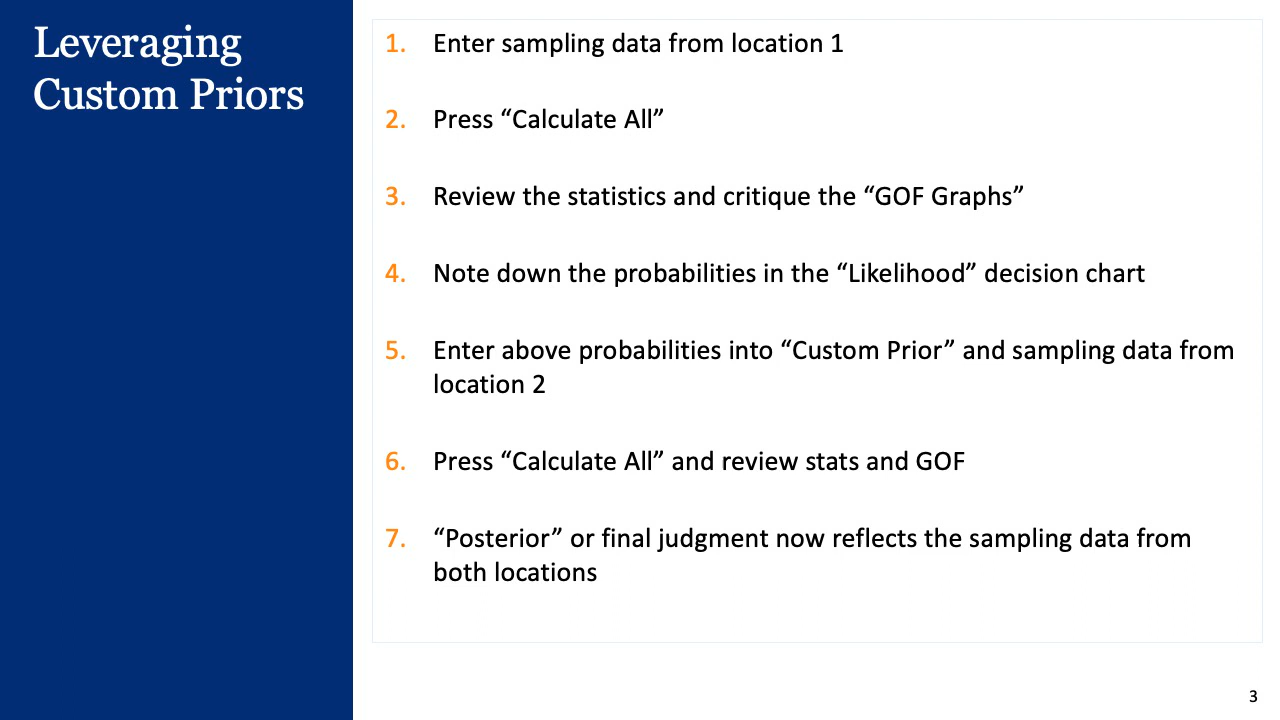 Leveraging
Custom Priors
1. Enter sampling data from location 1
2. Press “Calculate All”
3. Review the statistics and critique the “GOF Graphs”
4. Note down the probabilities in the “Likelihood” decision chart
5. Enter above probabilities into “Custom Prior” and sampling data from
location 2
6. Press “Calculate All” and review stats and GOF
7. “Posterior” or final judgment now reflects the sampling data from
both locations
3